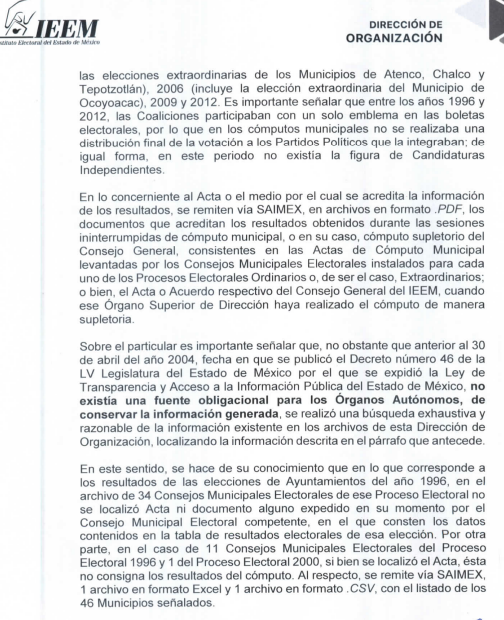 IEEM
Instituto Electoral del Estado de México
DIRECCIÓN DE
ORGANIZACIÓN
las elecciones extraordinarias de los Municipios de Atenco, Chalco y
Tepotzotlán), 2006 (incluye la elección extraordinaria del Municipio de
Ocoyoacac), 2009 y 2012. Es importante señalar que entre los años 1996 y
2012, las Coaliciones participaban con un solo emblema en las boletas
electorales, por lo que en los cómputos municipales no se realizaba una
distribución final de la votación a los Partidos Políticos que la integraban; de
igual forma, en este periodo no existía la figura de Candidaturas
Independientes.
En lo concerniente al Acta o el medio por el cual se acredita la información
de los resultados, se remiten vía SAIMEX, en archivos en formato .PDF, los
documentos que acreditan los resultados obtenidos durante las sesiones
ininterrumpidas de cómputo municipal, o en su caso, cómputo supletorio del
Consejo General, consistentes en las Actas de Cómputo Municipal
levantadas por los Consejos Municipales Electorales instalados para cada
uno de los Procesos Electorales Ordinarios o, de ser el caso, Extraordinarios;
o bien, el Acta o Acuerdo respectivo del Consejo General del IEEM, cuando
ese Órgano Superior de Dirección haya realizado el cómputo de manera
supletoria.
Sobre el particular es importante señalar que, no obstante que anterior al 30
de abril del año 2004, fecha en que se publicó el Decreto número 46 de la
LV Legislatura del Estado de México por el que se expidió la Ley de
Transparencia y Acceso a la Información Pública del Estado de México, no
existía una fuente obligacional para los Órganos Autónomos, de
conservar la información generada, se realizó una búsqueda exhaustiva y
razonable de la información existente en los archivos de esta Dirección de
Organización, localizando la información descrita en el párrafo que antecede.
En este sentido, se hace de su conocimiento que en lo que corresponde a
los resultados de las elecciones de Ayuntamientos del año 1996, en el
archivo de 34 Consejos Municipales Electorales de ese Proceso Electoral no
se localizó Acta ni documento alguno expedido en su momento por el
Consejo Municipal Electoral competente, en el que consten los datos
contenidos en la tabla de resultados electorales de esa elección. Por otra
parte, en el caso de 11 Consejos Municipales Electorales del Proceso
Electoral 1996 y 1 del Proceso Electoral 2000, si bien se localizó el Acta, ésta
no consigna los resultados del cómputo. Al respecto, se remite vía SAIMEX,
1 archivo en formato Excel y 1 archivo en formato .CSV, con el listado de los
46 Municipios señalados.